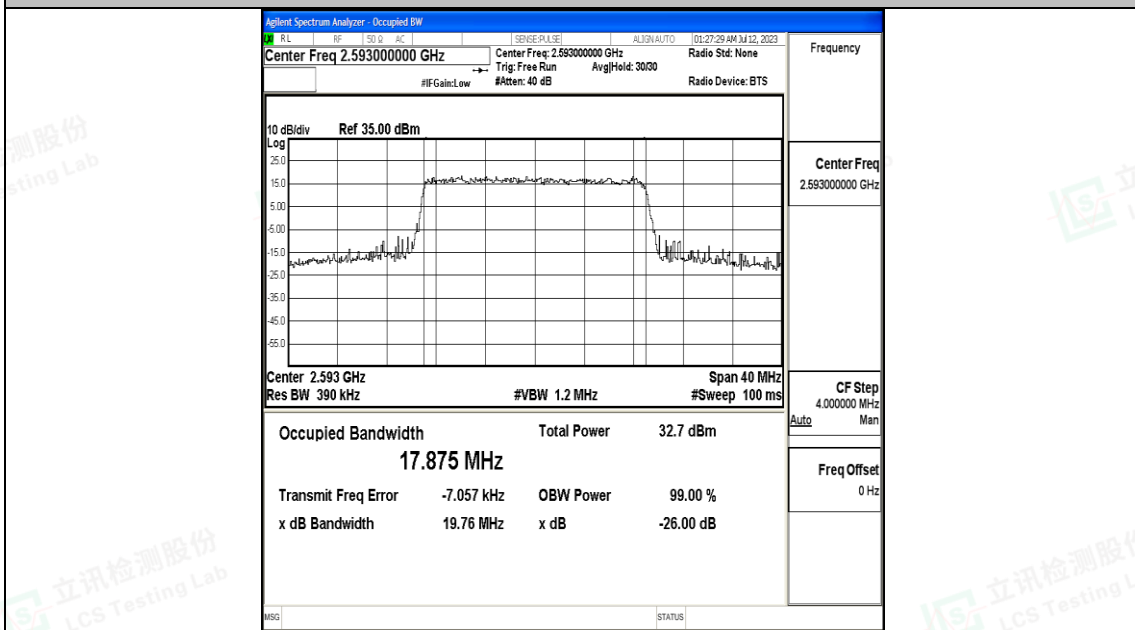 Agilent Spectrum Analyzer - Occupied BW
RL RF 50 Ω AC SENSE:PULSE ALIGN AUTO 01:27:29 AM Jul 12, 2023
Center Freq 2.593000000 GHz
Center Freq: 2.593000000 GHz
Radio Std: None
Trig: Free Run Avg|Hold: 30/30
#IFGain:Low
#Atten: 40 dB
Radio Device: BTS
10 dB/div Ref 35.00 dBm
Log
25.0
15.0
5.00
-5.00
-15.0
-25.0
-35.0
-45.0
-55.0
Center 2.593 GHz
Span 40 MHz
Res BW 390 kHz
#VBW 1.2 MHz
#Sweep 100 ms
Occupied Bandwidth
Total Power 32.7 dBm
17.875 MHz
Transmit Freq Error -7.057 kHz
OBW Power 99.00 %
x dB Bandwidth 19.76 MHz
x dB -26.00 dB
MSG
STATUS
Frequency
Center Freq
2.593000000 GHz
CF Step
4.000000 MHz
Auto Man
Freq Offset
0 Hz
立讯检测股份
LCS Testing Lab